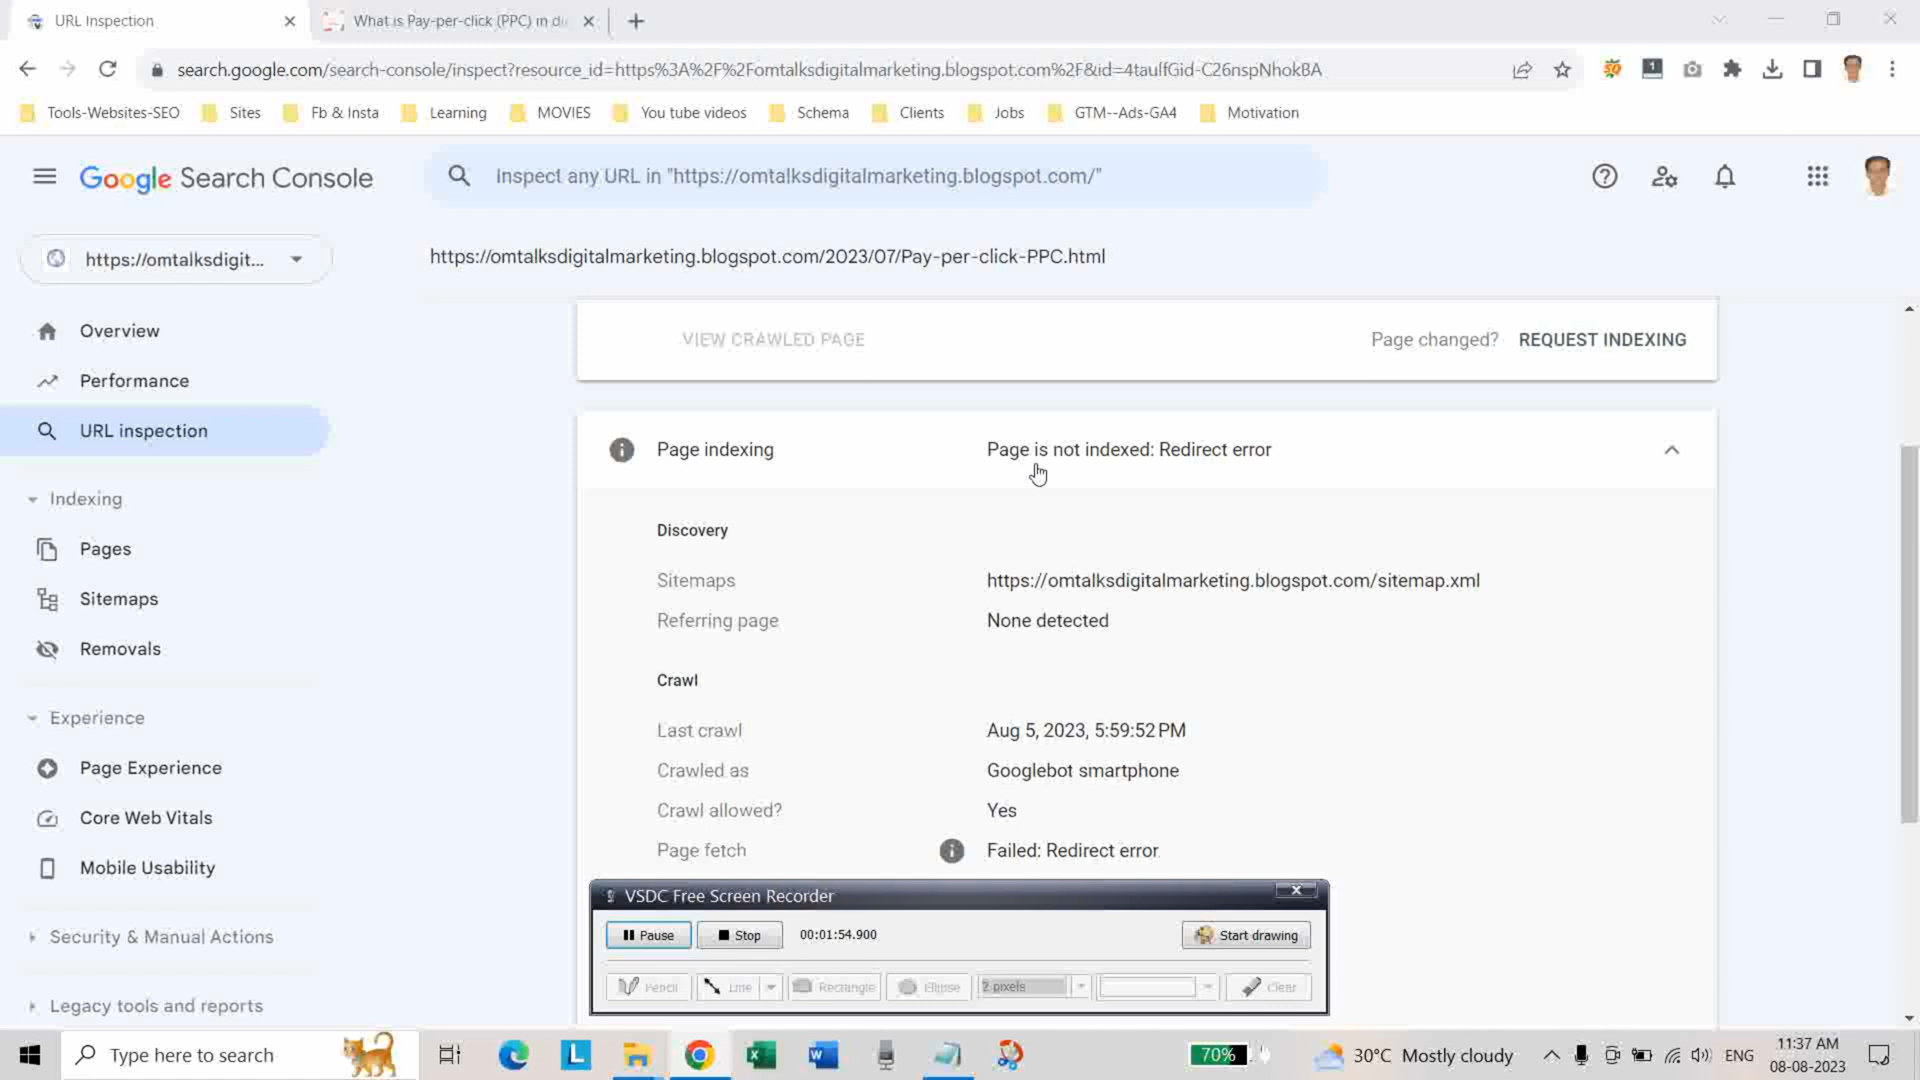 URL Inspection
What is Pay-per-click (PPC) in di
search.google.com/search-console/inspect?resource_id=https%3A%2F%2Fomtalksdigitalmarketing.blogspot.com%2F&id=4taulfGid-C26nspNhokBA
Tools-Websites-SEO Sites Fb & Insta Learning MOVIES You tube videos Schema Clients Jobs GTM--Ads-GA4 Motivation
Google Search Console
Inspect any URL in "https://omtalksdigitalmarketing.blogspot.com/"
https://omtalksdigit...
https://omtalksdigitalmarketing.blogspot.com/2023/07/Pay-per-click-PPC.html
Overview
Performance
URL inspection
Indexing
Pages
Sitemaps
Removals
Experience
Page Experience
Core Web Vitals
Mobile Usability
Security & Manual Actions
Legacy tools and reports
VIEW CRAWLED PAGE
Page changed? REQUEST INDEXING
Page indexing Page is not indexed: Redirect error
Discovery
Sitemaps https://omtalksdigitalmarketing.blogspot.com/sitemap.xml
Referring page None detected
Crawl
Last crawl Aug 5, 2023, 5:59:52 PM
Crawled as Googlebot smartphone
Crawl allowed? Yes
Page fetch Failed: Redirect error
VSDC Free Screen Recorder
Pause Stop 00:01:54.900 Start drawing
Pencil Line Rectangle Ellipse 2 pixels Clear
Type here to search
70%
30°C Mostly cloudy
ENG
11:37 AM
08-08-2023